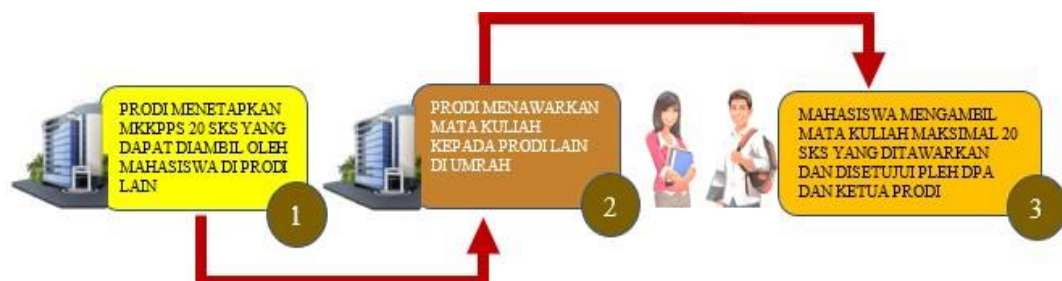 PRODI MENETAPKAN
MKKPPS 20 SKS YANG
DAPAT DIAMBIL OLEH
MAHASISWA DI PRODI
LAIN
1
PRODI MENAWARKAN
MATA KULIAH
KEPADA PRODI LAIN
DI UMRAH
2
MAHASISWA MENGAMBIL
MATA KULIAH MAKSIMAL 20
SKS YANG DITAWARKAN
DAN DISETUJUI PLEH DPA
DAN KETUA PRODI
3